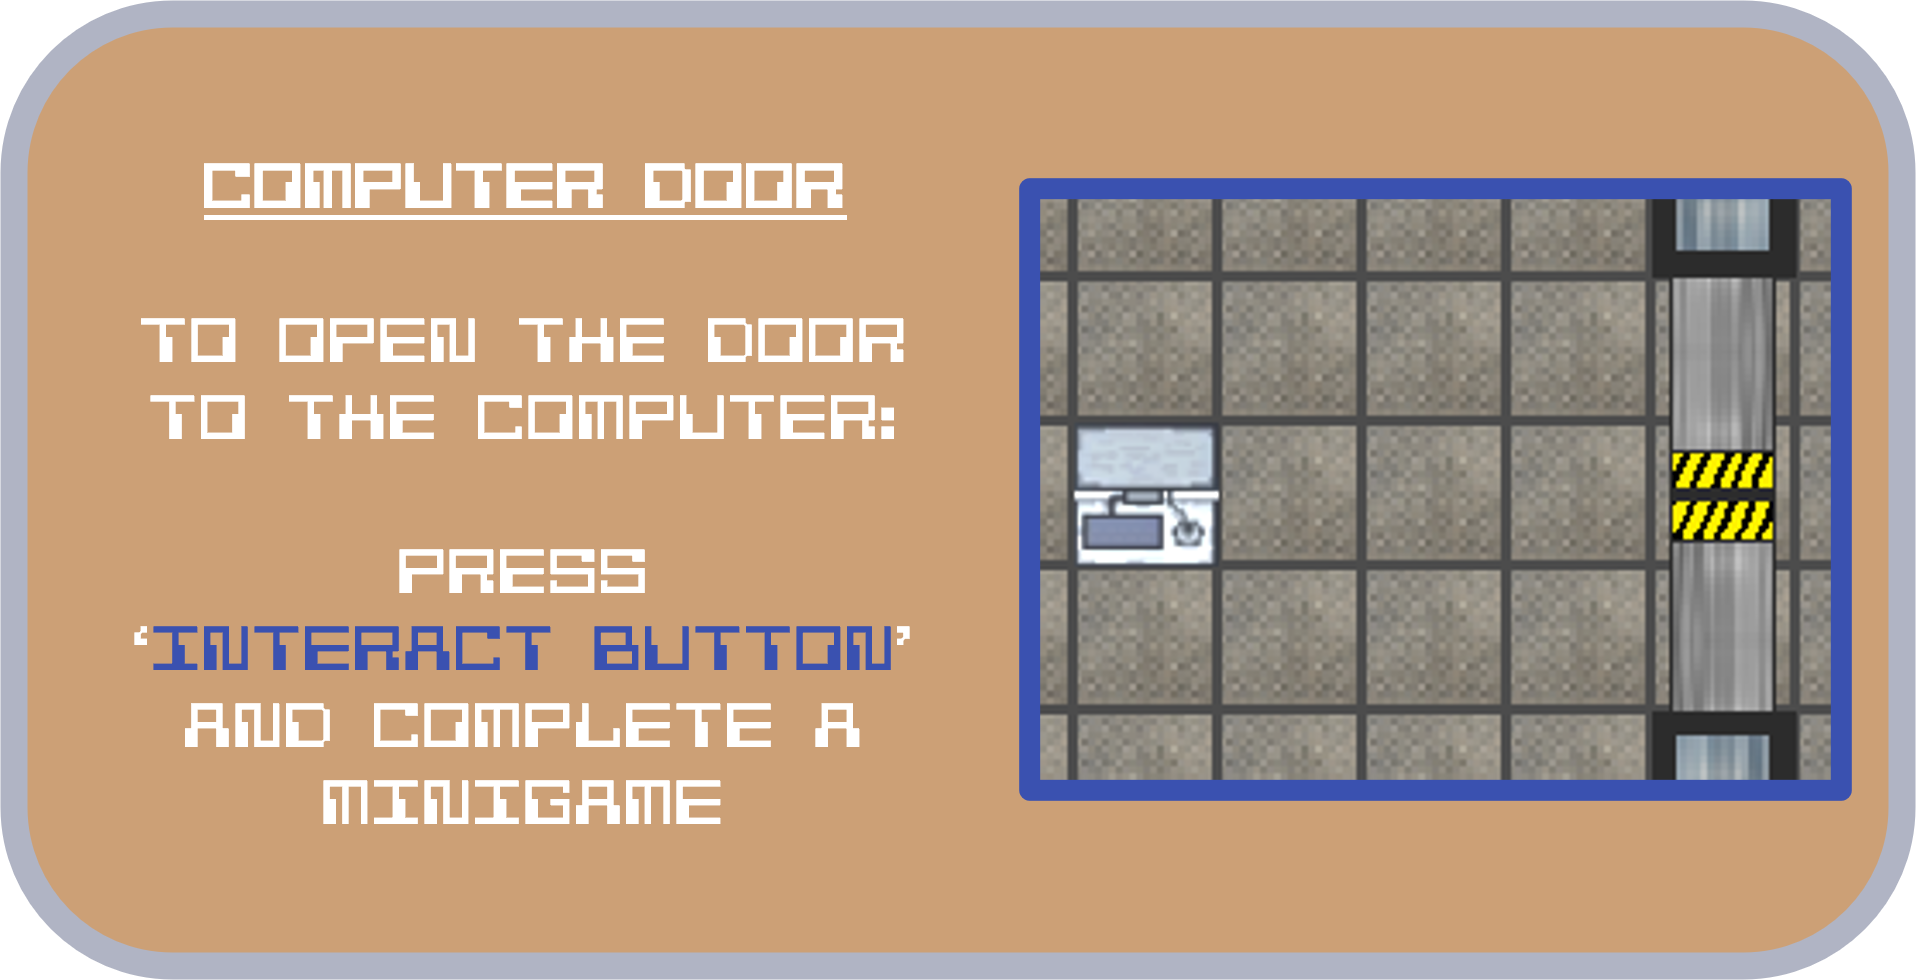 COMPUTER DOOR
TO OPEN THE DOOR
TO THE COMPUTER:
PRESS
‘INTERACT BUTTON’
AND COMPLETE A
MINIGAME